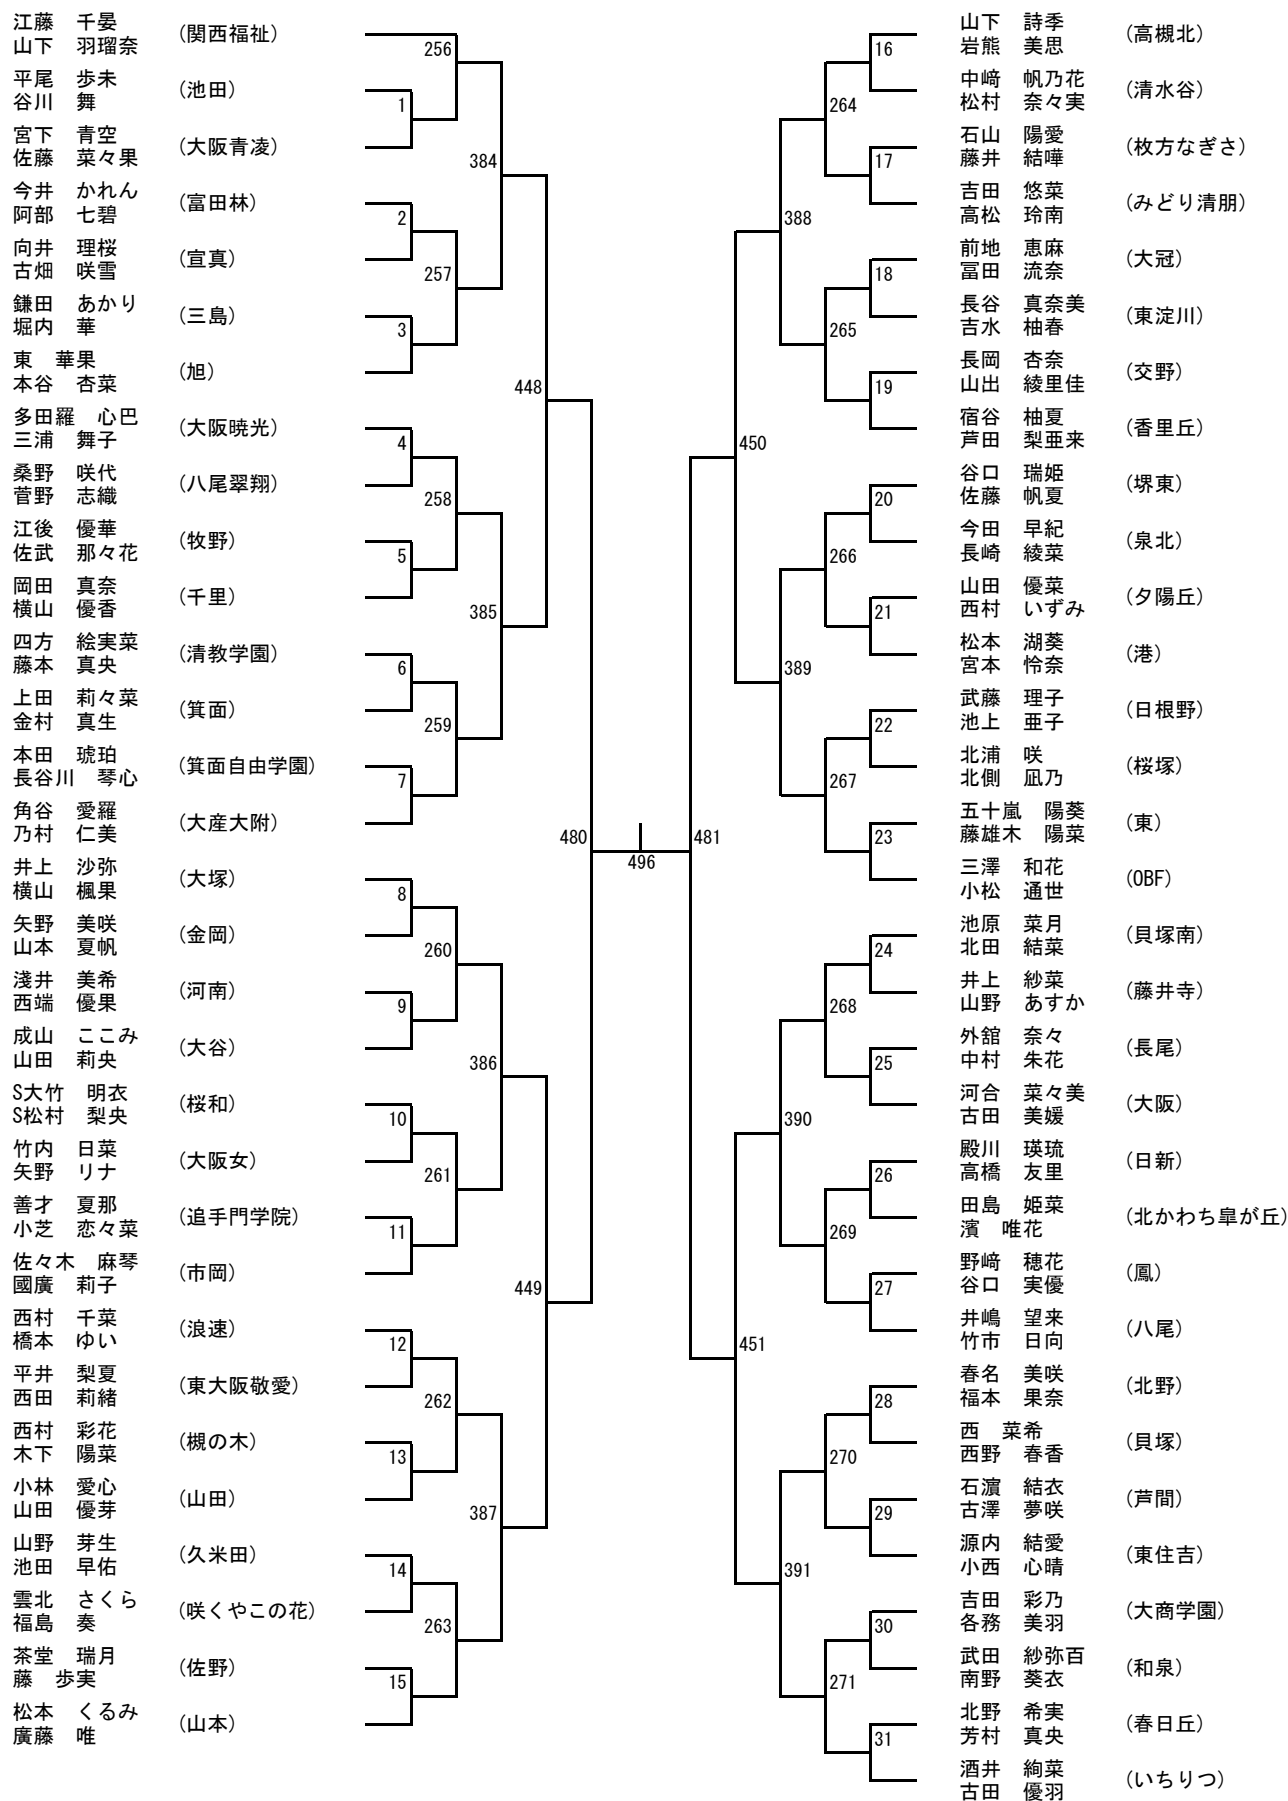 江藤　千晏
山下　羽瑠奈
(関西福祉)
平尾　歩未
谷川　舞
(池田)
宮下　青空
佐藤　菜々果
(大阪青凌)
今井　かれん
阿部　七碧
(富田林)
向井　理桜
古畑　咲雪
(宣真)
鎌田　あかり
堀内　華
(三島)
東　華果
本谷　杏菜
(旭)
多田羅　心巴
三浦　舞子
(大阪暁光)
桑野　咲代
菅野　志織
(八尾翠翔)
江後　優華
佐武　那々花
(牧野)
岡田　真奈
横山　優香
(千里)
四方　絵実菜
藤本　真央
(清教学園)
上田　莉々菜
金村　真生
(箕面)
本田　琥珀
長谷川　琴心
(箕面自由学園)
角谷　愛羅
乃村　仁美
(大産大附)
井上　沙弥
横山　楓果
(大塚)
矢野　美咲
山本　夏帆
(金岡)
淺井　美希
西端　優果
(河南)
成山　ここみ
山田　莉央
(大谷)
S大竹　明衣
S松村　梨央
(桜和)
竹内　日菜
矢野　リナ
(大阪女)
善才　夏那
小芝　恋々菜
(追手門学院)
佐々木　麻琴
國廣　莉子
(市岡)
西村　千菜
橋本　ゆい
(浪速)
平井　梨夏
西田　莉緒
(東大阪敬愛)
西村　彩花
木下　陽菜
(槻の木)
小林　愛心
山田　優芽
(山田)
山野　芽生
池田　早佑
(久米田)
雲北　さくら
福島　奏
(咲くやこの花)
茶堂　瑞月
藤　歩実
(佐野)
松本　くるみ
廣藤　唯
(山本)
256
1
384
2
257
3
448
4
258
5
385
6
259
7
480
8
260
9
386
10
261
11
449
12
262
13
387
14
263
15
496
481
16
264
17
388
18
265
19
450
20
266
21
389
22
267
23
24
268
25
390
26
269
27
451
28
270
29
391
30
271
31
山下　詩季
岩熊　美思
(高槻北)
中﨑　帆乃花
松村　奈々実
(清水谷)
石山　陽愛
藤井　結嘩
(枚方なぎさ)
吉田　悠菜
高松　玲南
(みどり清朋)
前地　恵麻
冨田　流奈
(大冠)
長谷　真奈美
吉水　柚春
(東淀川)
長岡　杏奈
山出　綾里佳
(交野)
宿谷　柚夏
芦田　梨亜来
(香里丘)
谷口　瑞姫
佐藤　帆夏
(堺東)
今田　早紀
長崎　綾菜
(泉北)
山田　優菜
西村　いずみ
(夕陽丘)
松本　湖葵
宮本　怜奈
(港)
武藤　理子
池上　亜子
(日根野)
北浦　咲
北側　凪乃
(桜塚)
五十嵐　陽葵
藤雄木　陽菜
(東)
三澤　和花
小松　通世
(OBF)
池原　菜月
北田　結菜
(貝塚南)
井上　紗菜
山野　あすか
(藤井寺)
外舘　奈々
中村　朱花
(長尾)
河合　菜々美
古田　美媛
(大阪)
殿川　瑛琉
高橋　友里
(日新)
田島　姫菜
濱　唯花
(北かわち皐が丘)
野﨑　穂花
谷口　実優
(鳳)
井嶋　望来
竹市　日向
(八尾)
春名　美咲
福本　果奈
(北野)
西　菜希
西野　春香
(貝塚)
石濵　結衣
古澤　夢咲
(芦間)
源内　結愛
小西　心晴
(東住吉)
吉田　彩乃
各務　美羽
(大商学園)
武田　紗弥百
南野　葵衣
(和泉)
北野　希実
芳村　真央
(春日丘)
酒井　絢菜
古田　優羽
(いちりつ)